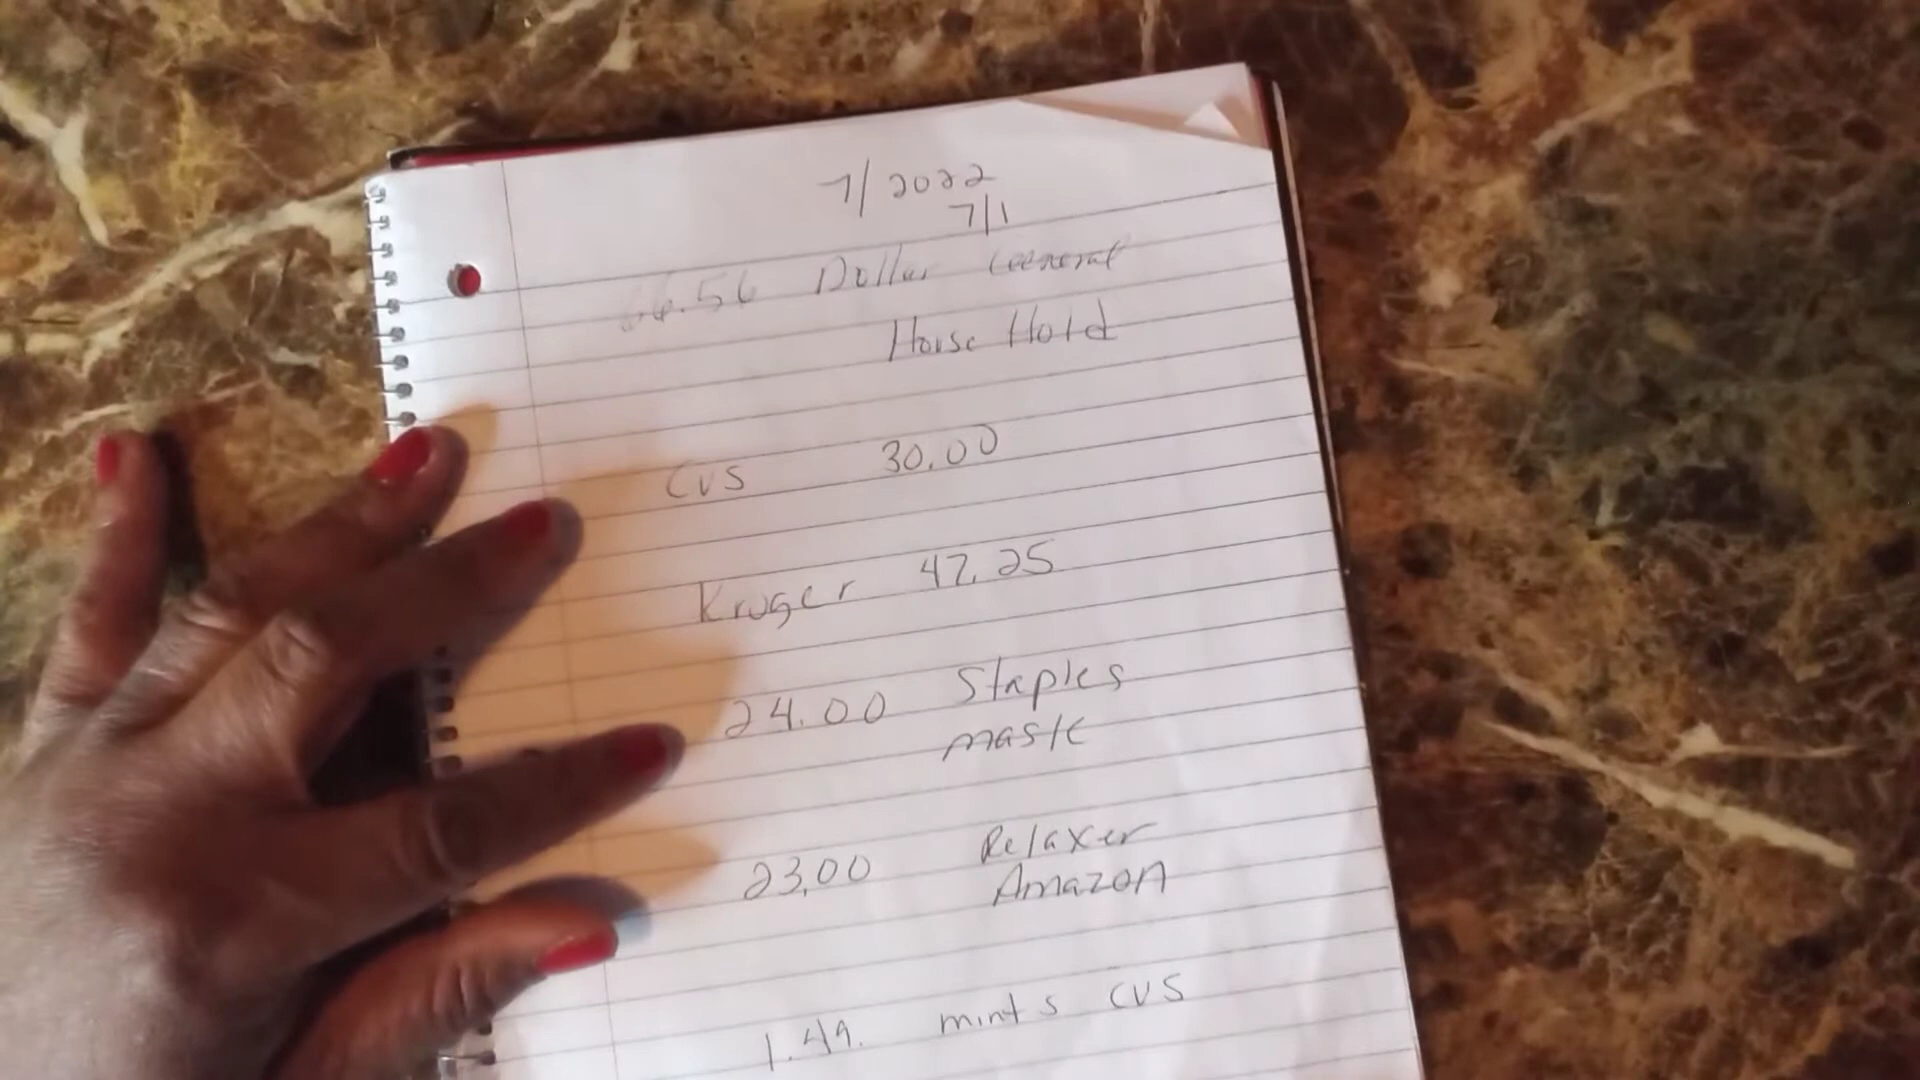 7/2022
7/1
Dollar General
House Hold
CVS 30.00
Kroger 47.25
24.00 Staples
mask
23.00 Relaxer
Amazon
1.49. mints CVS